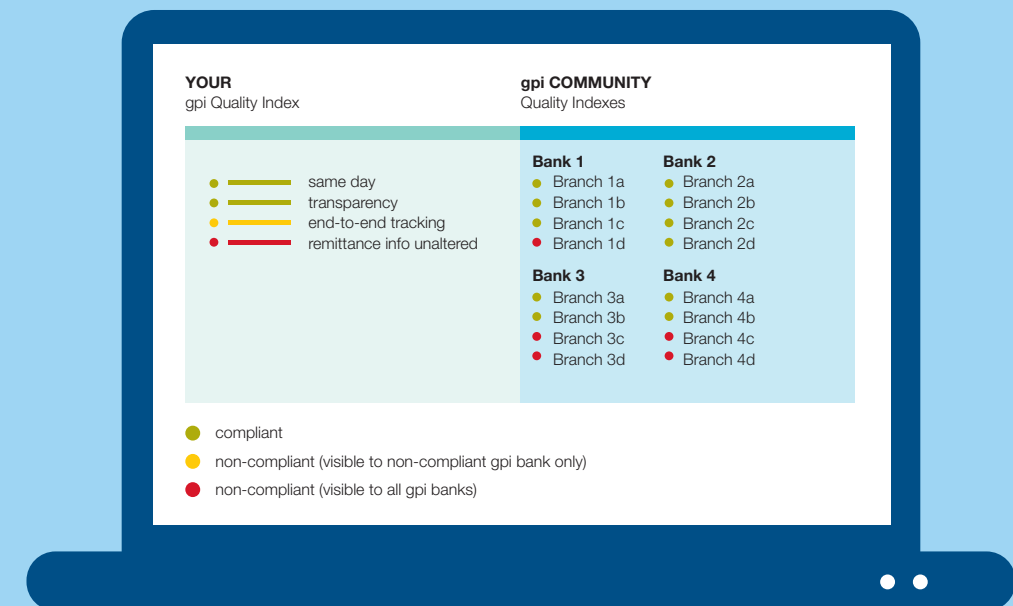 YOUR
gpi Quality Index
gpi COMMUNITY
Quality Indexes
same day
transparency
end-to-end tracking
remittance info unaltered
Bank 1
Branch 1a
Branch 1b
Branch 1c
Branch 1d
Bank 2
Branch 2a
Branch 2b
Branch 2c
Branch 2d
Bank 3
Branch 3a
Branch 3b
Branch 3c
Branch 3d
Bank 4
Branch 4a
Branch 4b
Branch 4c
Branch 4d
compliant
non-compliant (visible to non-compliant gpi bank only)
non-compliant (visible to all gpi banks)